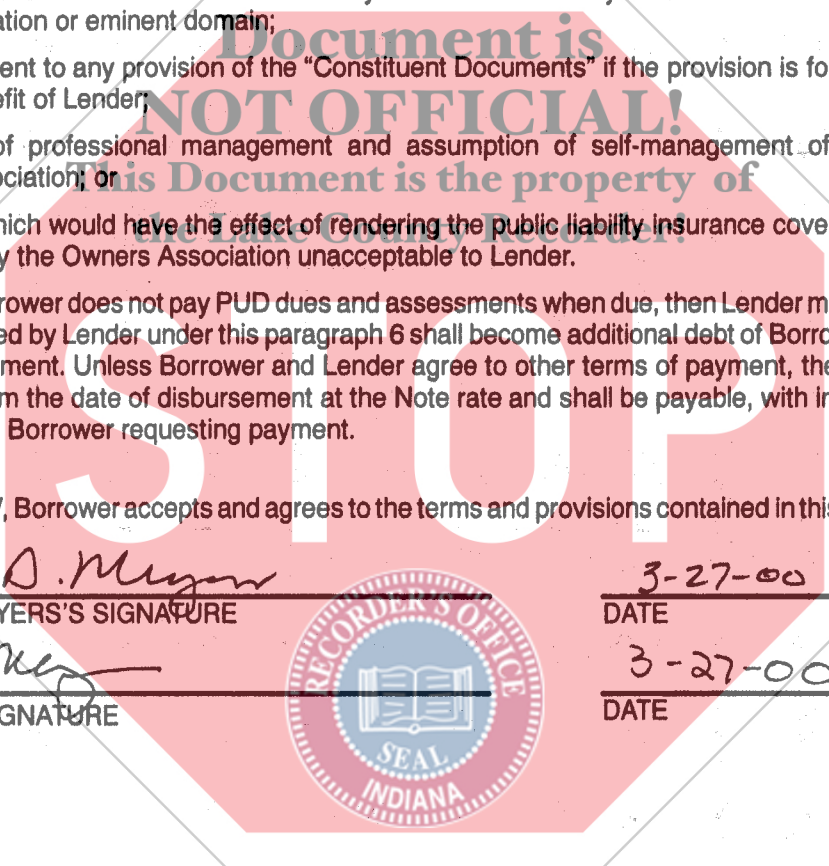 ation or eminent domain;
Document is
ent to any provision of the “Constituent Documents” if the provision is fo
efit of Lender;
NOT OFFICIAL!
of professional management and assumption of self-management of
ociation; or
This Document is the property of
hich would have the effect of rendering the public liability insurance cove
the Lake County Recorder!
y the Owners Association unacceptable to Lender.
rower does not pay PUD dues and assessments when due, then Lender m
ed by Lender under this paragraph 6 shall become additional debt of Borro
ment. Unless Borrower and Lender agree to other terms of payment, the
m the date of disbursement at the Note rate and shall be payable, with in
Borrower requesting payment.
STOP
, Borrower accepts and agrees to the terms and provisions contained in this
D. Meyers 3-27-00
YERS'S SIGNATURE DATE
3-27-00
GNATURE DATE
RECORDER'S OFFICE
SEAL
INDIANA